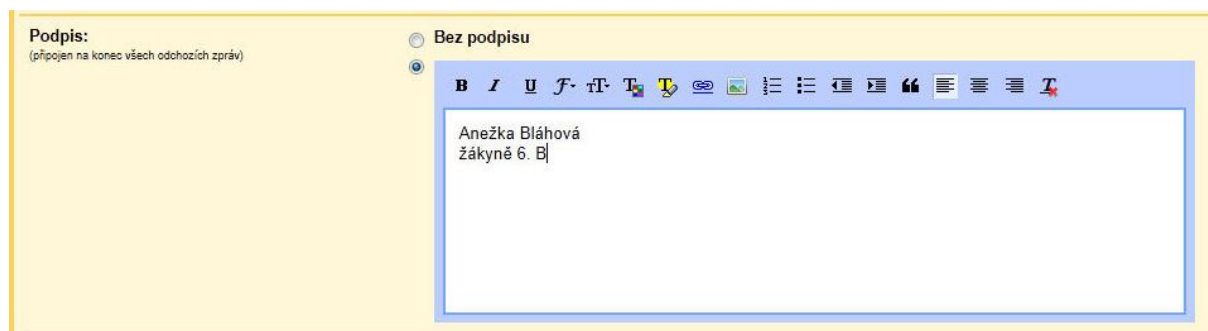 Podpis:
(připojen na konec všech odchozích zpráv)
Bez podpisu
B I U F T T T T
Anežka Bláhová
žákyně 6. B